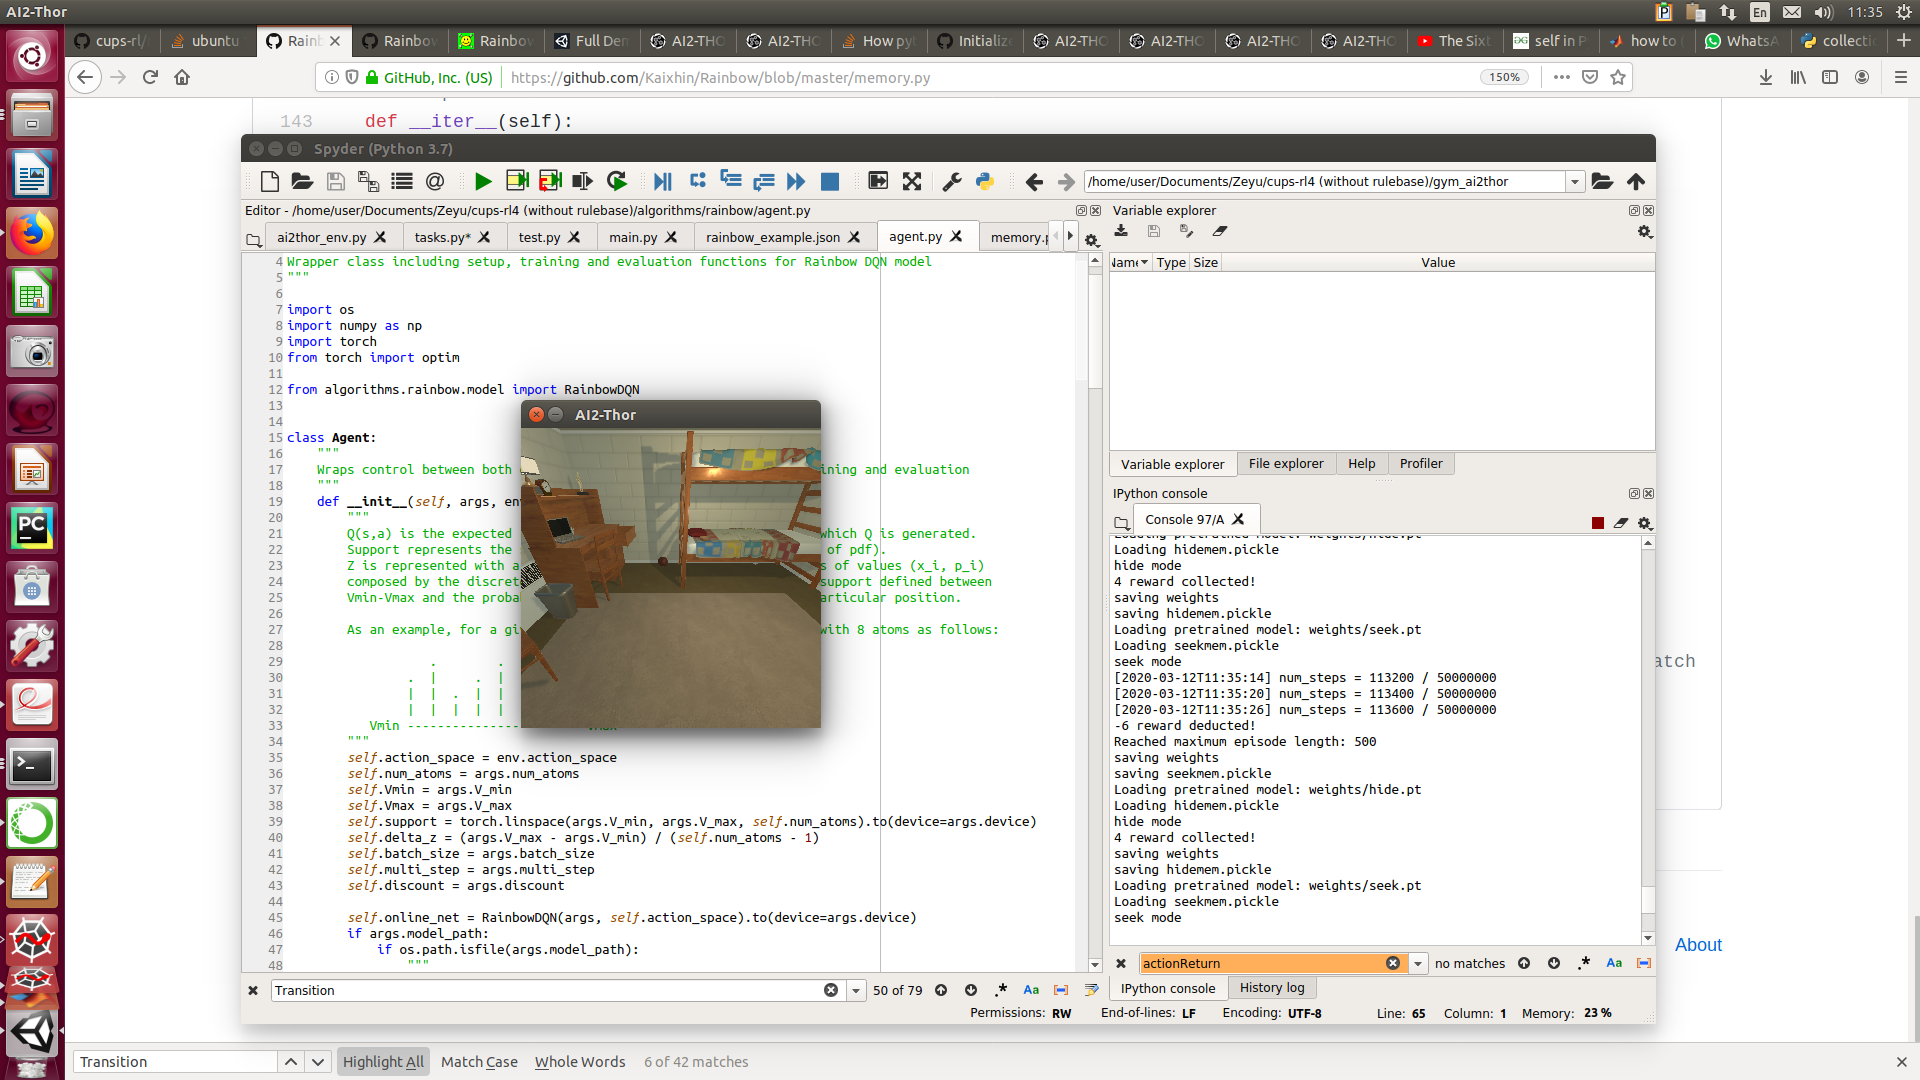 AI2-Thor
En
11:35
cups-rl/
ubuntu
Rain
Rainbow
Rainbow
Full Den
AI2-THO
AI2-THO
How pyt
Initialize
AI2-THO
AI2-THO
AI2-THO
AI2-THO
The Sixt
self in P
how to
WhatsA
collecti
GitHub, Inc. (US)
https://github.com/Kaixhin/Rainbow/blob/master/memory.py
150%
143 def __iter__(self):
Spyder (Python 3.7)
/home/user/Documents/Zeyu/cups-rl4 (without rulebase)/gym_ai2thor
Editor - /home/user/Documents/Zeyu/cups-rl4 (without rulebase)/algorithms/rainbow/agent.py
ai2thor_env.py
tasks.py*
test.py
main.py
rainbow_example.json
agent.py
memory.p
4 Wrapper class including setup, training and evaluation functions for Rainbow DQN model
5 """
6
7 import os
8 import numpy as np
9 import torch
10 from torch import optim
11
12 from algorithms.rainbow.model import RainbowDQN
13
14
15 class Agent:
16 """
17 Wraps control between both ining and evaluation
18 """
19 def __init__(self, args, en
20 """
21 Q(s,a) is the expected which Q is generated.
22 Support represents the of pdf).
23 Z is represented with a s of values (x_i, p_i)
24 composed by the discret support defined between
25 Vmin-Vmax and the proba articular position.
26
27 As an example, for a gi with 8 atoms as follows:
28
29 . .
30 . | . |
31 | | . | |
32 | | | | |
33 Vmin ----------------
34 """
35 self.action_space = env.action_space
36 self.num_atoms = args.num_atoms
37 self.Vmin = args.V_min
38 self.Vmax = args.V_max
39 self.support = torch.linspace(args.V_min, args.V_max, self.num_atoms).to(device=args.device)
40 self.delta_z = (args.V_max - args.V_min) / (self.num_atoms - 1)
41 self.batch_size = args.batch_size
42 self.multi_step = args.multi_step
43 self.discount = args.discount
44
45 self.online_net = RainbowDQN(args, self.action_space).to(device=args.device)
46 if args.model_path:
47 if os.path.isfile(args.model_path):
48 """
AI2-Thor
Transition
50 of 79
Aa
Variable explorer
Type
Size
Value
Variable explorer
File explorer
Help
Profiler
IPython console
Console 97/A
Loading pretrained model: weights/hide.pt
Loading hidemem.pickle
hide mode
4 reward collected!
saving weights
saving hidemem.pickle
Loading pretrained model: weights/seek.pt
Loading seekmem.pickle
seek mode
[2020-03-12T11:35:14] num_steps = 113200 / 50000000
[2020-03-12T11:35:20] num_steps = 113400 / 50000000
[2020-03-12T11:35:26] num_steps = 113600 / 50000000
-6 reward deducted!
Reached maximum episode length: 500
saving weights
saving seekmem.pickle
Loading pretrained model: weights/hide.pt
Loading hidemem.pickle
hide mode
4 reward collected!
saving weights
saving hidemem.pickle
Loading pretrained model: weights/seek.pt
Loading seekmem.pickle
seek mode
actionReturn
no matches
Aa
IPython console
History log
Permissions: RW
End-of-lines: LF
Encoding: UTF-8
Line: 65
Column: 1
Memory: 23 %
atch
About
Transition
Highlight All
Match Case
Whole Words
6 of 42 matches